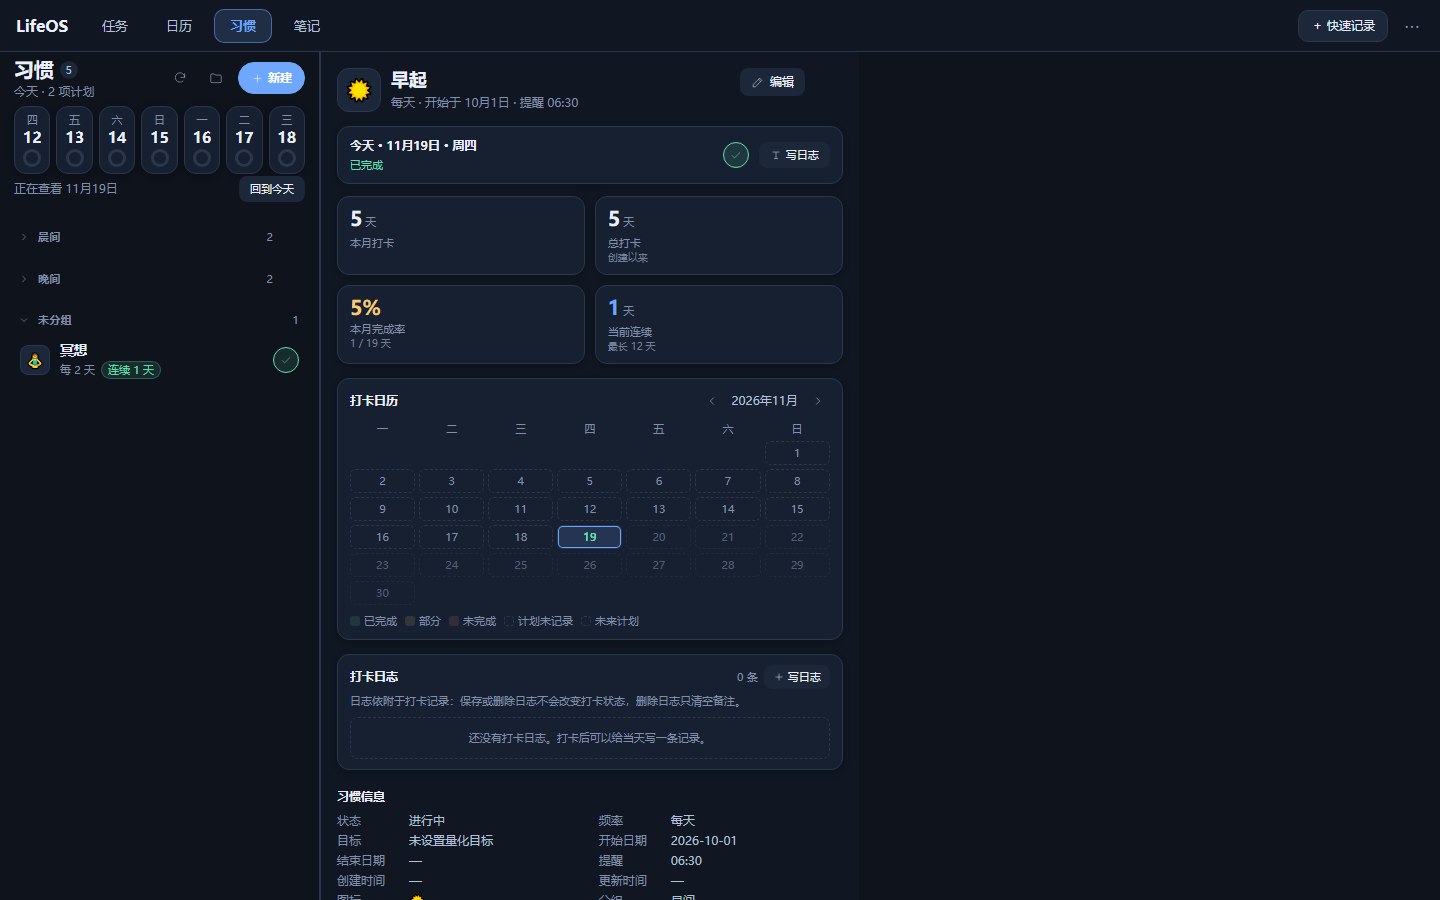 LifeOS 任务 日历 习惯 笔记 + 快速记录 ···
习惯 5
今天 · 2 项计划
+ 新建
四 五 六 日 一 二 三
12 13 14 15 16 17 18
正在查看 11月19日 回到今天
晨间 2
晚间 2
未分组 1
冥想
每 2 天 连续 1 天
早起
每天 · 开始于 10月1日 · 提醒 06:30
编辑
今天 • 11月19日 • 周四
已完成
写日志
5 天
本月打卡
5 天
总打卡
创建以来
5%
本月完成率
1 / 19 天
1 天
当前连续
最长 12 天
打卡日历 2026年11月
一 二 三 四 五 六 日
1
2 3 4 5 6 7 8
9 10 11 12 13 14 15
16 17 18 19 20 21 22
23 24 25 26 27 28 29
30
已完成 部分 未完成 计划未记录 未来计划
打卡日志 0 条 + 写日志
日志依附于打卡记录：保存或删除日志不会改变打卡状态，删除日志只清空备注。
还没有打卡日志。打卡后可以给当天写一条记录。
习惯信息
状态 进行中 频率 每天
目标 未设置量化目标 开始日期 2026-10-01
结束日期 — 提醒 06:30
创建时间 — 更新时间 —
图标 分组 晨间